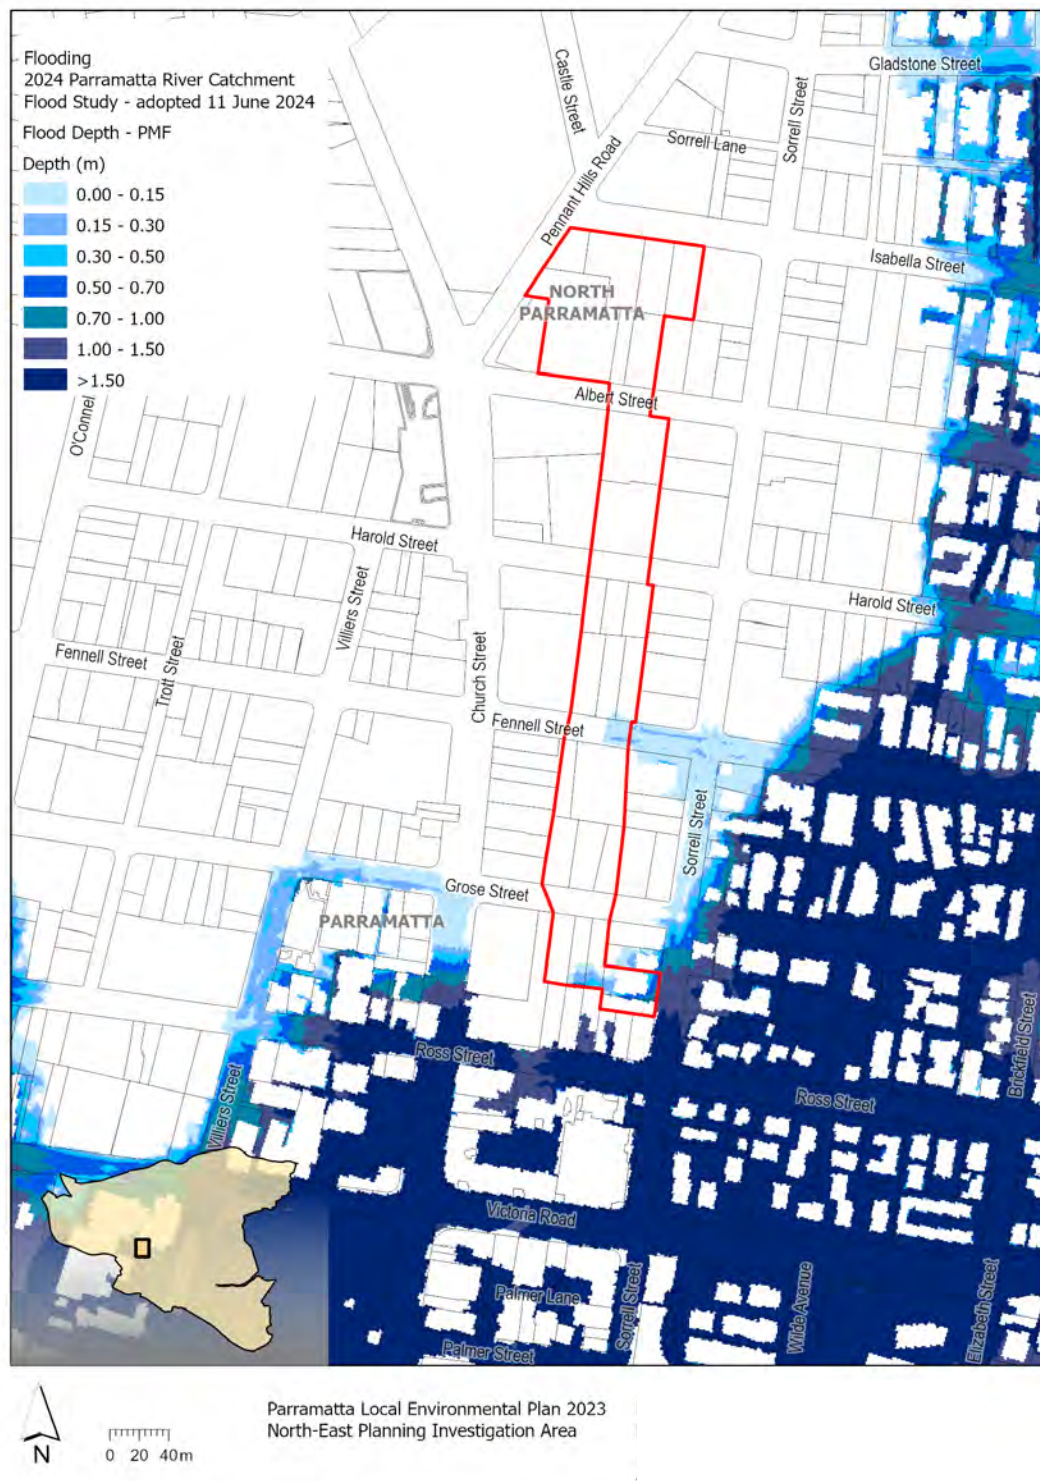 Flooding
2024 Parramatta River Catchment
Flood Study - adopted 11 June 2024
Flood Depth - PMF
Depth (m)
0.00 - 0.15
0.15 - 0.30
0.30 - 0.50
0.50 - 0.70
0.70 - 1.00
1.00 - 1.50
>1.50
Castle Street
Gladstone Street
Sorrell Street
Sorrell Lane
Pennant Hills Road
Isabella Street
NORTH
PARRAMATTA
Albert Street
O'Connel
Harold Street
Villiers Street
Harold Street
Fennell Street
Trott Street
Church Street
Fennell Street
Sorrell Street
Grose Street
PARRAMATTA
Brickfield Street
Ross Street
Ross Street
Villiers Street
Victoria Road
Palmer Lane
Sorrell Street
Wilde Avenue
Elizabeth Street
Palmer Street
N
0 20 40m
Parramatta Local Environmental Plan 2023
North-East Planning Investigation Area